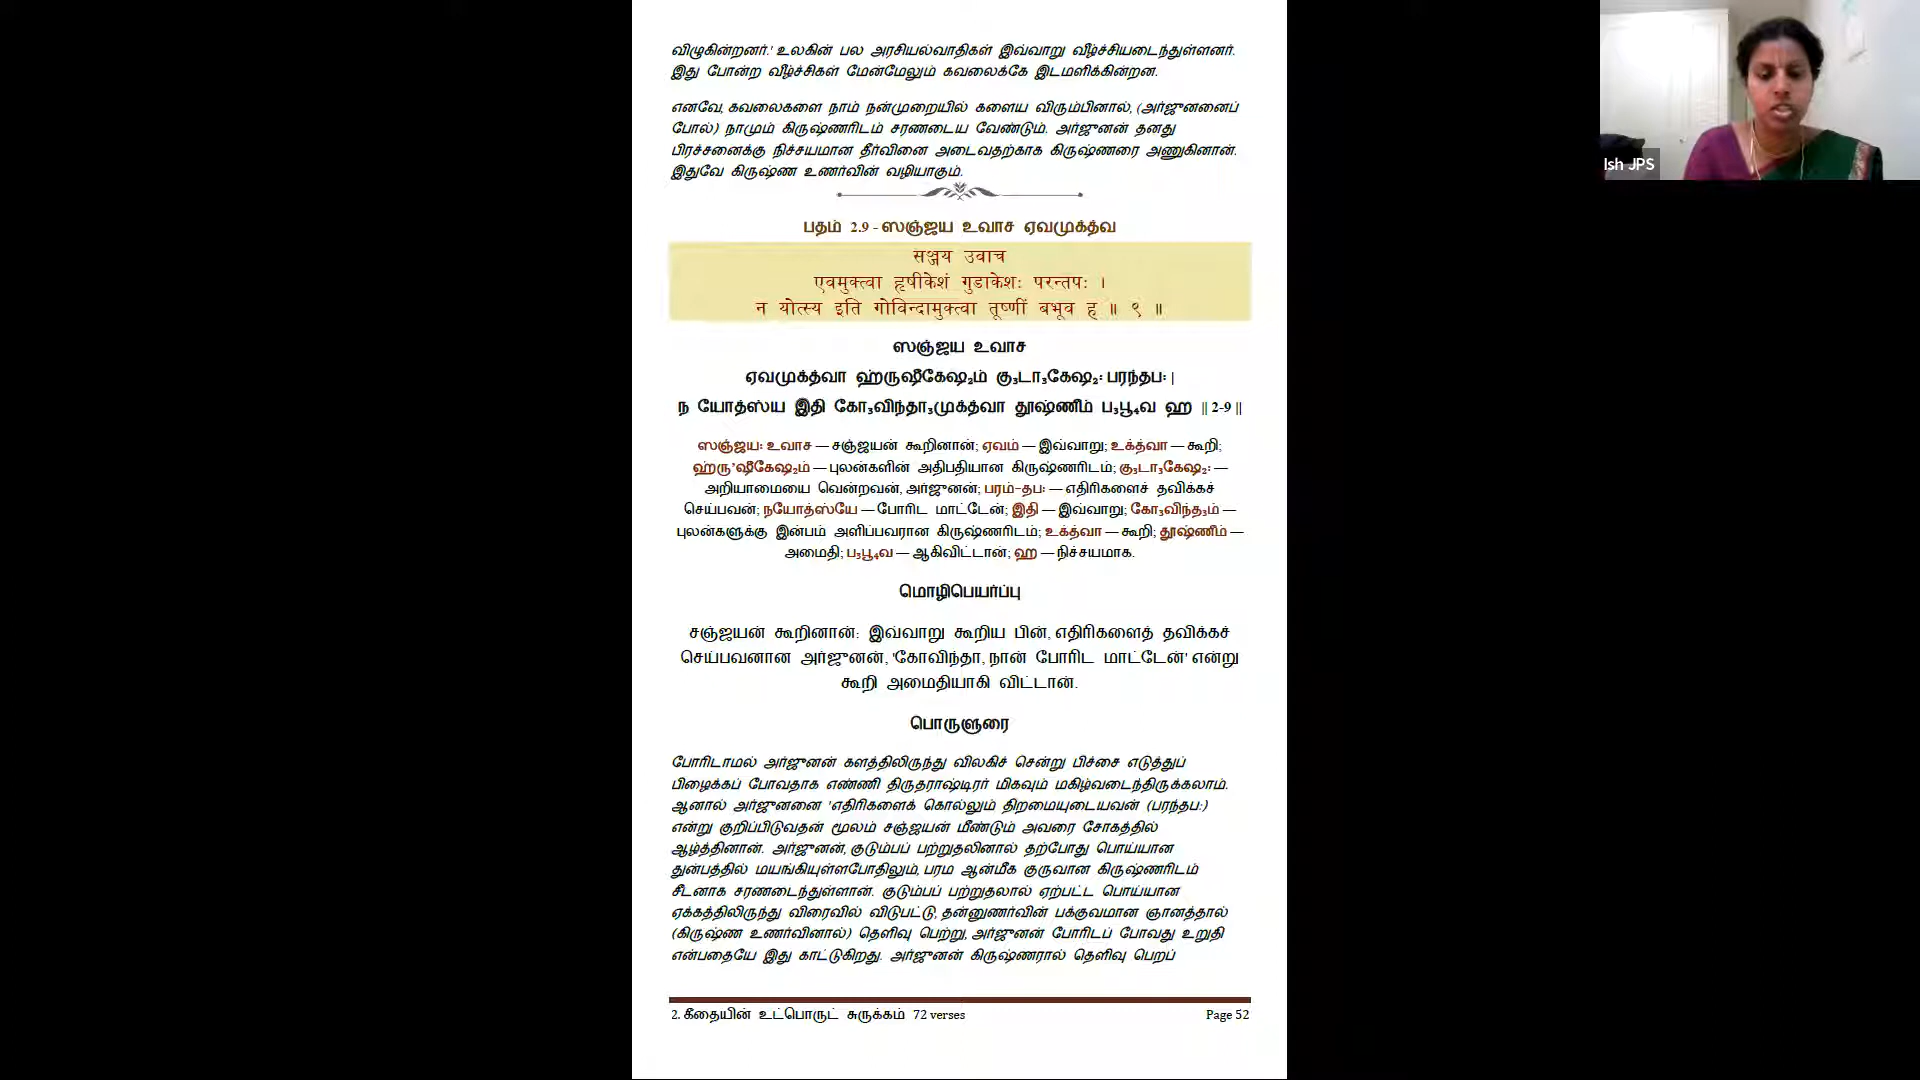 விழுகின்றனர்.' உலகின் பல அரசியல்வாதிகள் இவ்வாறு வீழ்ச்சியடைந்துள்ளனர்.
இது போன்ற வீழ்ச்சிகள் மேன்மேலும் கவலைக்கே இடமளிக்கின்றன.
எனவே, கவலைகளை நாம் நன்முறையில் களைய விரும்பினால், (அர்ஜுனனைப்
போல்) நாமும் கிருஷ்ணரிடம் சரணடைய வேண்டும். அர்ஜுனன் தனது
பிரச்சனைக்கு நிச்சயமான தீர்வினை அடைவதற்காக கிருஷ்ணரை அணுகினான்.
இதுவே கிருஷ்ண உணர்வின் வழியாகும்.
Ish JPS
பதம் 2.9 - ஸஞ்ஜய உவாச ஏவமுக்த்வ
सञ्जय उवाच
एवमुक्त्वा हृषीकेशं गुडाकेशः परन्तपः ।
न योत्स्य इति गोविन्दामुक्त्वा तूष्णीं बभूव ह ॥ ९ ॥
ஸஞ்ஜய உவாச
ஏவமுக்த்வா ஹ்ருஷீகேஷ₂ம் கு₃டா₃கேஷ₂: பரந்தப: |
ந யோத்ஸ்ய இதி கோ₃விந்தா₃முக்த்வா தூஷ்ணீம் ப₃பூ₄வ ஹ || 2-9 ||
ஸஞ்ஜய: உவாச — சஞ்ஜயன் கூறினான்; ஏவம் — இவ்வாறு; உக்த்வா — கூறி;
ஹ்ரு'ஷீகேஷ₂ம் — புலன்களின் அதிபதியான கிருஷ்ணரிடம்; கு₃டா₃கேஷ₂: —
அறியாமையை வென்றவன், அர்ஜுனன்; பரம்-தப: — எதிரிகளைச் தவிக்கச்
செய்பவன்; நயோத்ஸ்யே — போரிட மாட்டேன்; இதி — இவ்வாறு; கோ₃விந்த₃ம் —
புலன்களுக்கு இன்பம் அளிப்பவரான கிருஷ்ணரிடம்; உக்த்வா — கூறி; தூஷ்ணீம் —
அமைதி; ப₃பூ₄வ — ஆகிவிட்டான்; ஹ — நிச்சயமாக.
மொழிபெயர்ப்பு
சஞ்ஜயன் கூறினான்: இவ்வாறு கூறிய பின், எதிரிகளைத் தவிக்கச்
செய்பவனான அர்ஜுனன், 'கோவிந்தா, நான் போரிட மாட்டேன்' என்று
கூறி அமைதியாகி விட்டான்.
பொருளுரை
போரிடாமல் அர்ஜுனன் களத்திலிருந்து விலகிச் சென்று பிச்சை எடுத்துப்
பிழைக்கப் போவதாக எண்ணி திருதராஷ்டிரர் மிகவும் மகிழ்வடைந்திருக்கலாம்.
ஆனால் அர்ஜுனனை 'எதிரிகளைக் கொல்லும் திறமையுடையவன் (பரந்தப:)
என்று குறிப்பிடுவதன் மூலம் சஞ்ஜயன் மீண்டும் அவரை சோகத்தில்
ஆழ்த்தினான். அர்ஜுனன், குடும்பப் பற்றுதலினால் தற்போது பொய்யான
துன்பத்தில் மயங்கியுள்ளபோதிலும், பரம ஆன்மீக குருவான கிருஷ்ணரிடம்
சீடனாக சரணடைந்துள்ளான். குடும்பப் பற்றுதலால் ஏற்பட்ட பொய்யான
ஏக்கத்திலிருந்து விரைவில் விடுபட்டு, தன்னுணர்வின் பக்குவமான ஞானத்தால்
(கிருஷ்ண உணர்வினால்) தெளிவு பெற்று, அர்ஜுனன் போரிடப் போவது உறுதி
என்பதையே இது காட்டுகிறது. அர்ஜுனன் கிருஷ்ணரால் தெளிவு பெறப்
2. கீதையின் உட்பொருட் சுருக்கம் 72 verses Page 52